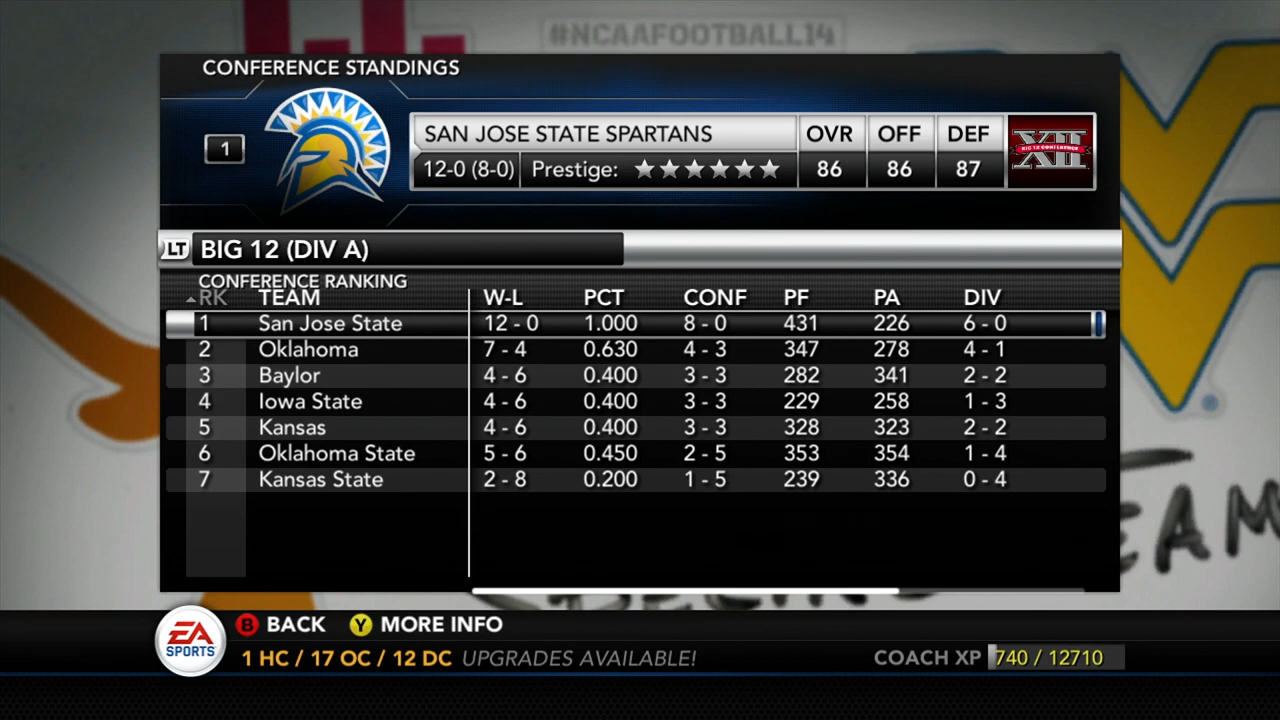 #NCAAFOOTBALL14
CONFERENCE STANDINGS
1
SAN JOSE STATE SPARTANS OVR OFF DEF
12-0 (8-0) Prestige: ★★★★★★ 86 86 87
XII
BIG 12 CONFERENCE
LT BIG 12 (DIV A)
CONFERENCE RANKING
RK TEAM W-L PCT CONF PF PA DIV
1 San Jose State 12 - 0 1.000 8 - 0 431 226 6 - 0
2 Oklahoma 7 - 4 0.630 4 - 3 347 278 4 - 1
3 Baylor 4 - 6 0.400 3 - 3 282 341 2 - 2
4 Iowa State 4 - 6 0.400 3 - 3 229 258 1 - 3
5 Kansas 4 - 6 0.400 3 - 3 328 323 2 - 2
6 Oklahoma State 5 - 6 0.450 2 - 5 353 354 1 - 4
7 Kansas State 2 - 8 0.200 1 - 5 239 336 0 - 4
EA SPORTS
B BACK Y MORE INFO
1 HC / 17 OC / 12 DC UPGRADES AVAILABLE!
COACH XP 740 / 12710